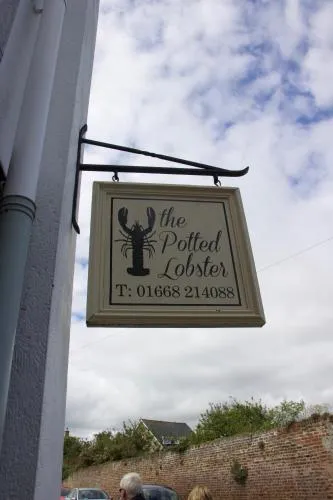 the
Potted
Lobster
T: 01668 214088